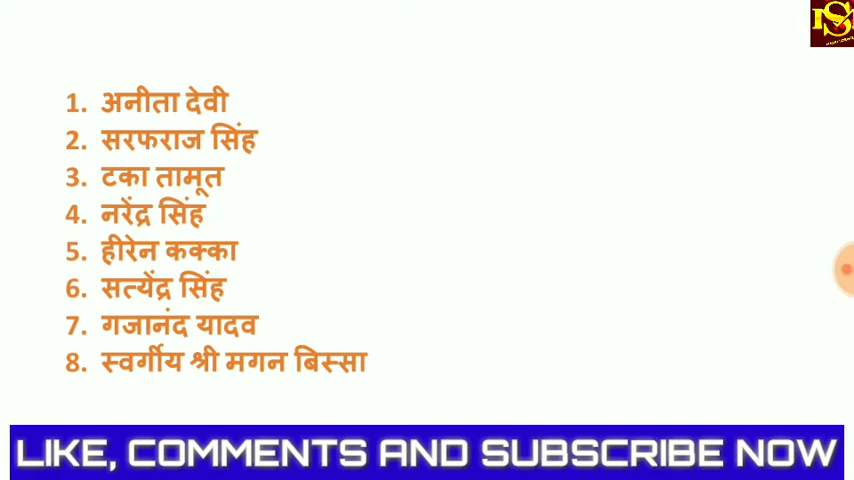 1. अनीता देवी
2. सरफराज सिंह
3. टका तामूत
4. नरेंद्र सिंह
5. हीरेन कक्का
6. सत्येंद्र सिंह
7. गजानंद यादव
8. स्वर्गीय श्री मगन बिस्सा
LIKE, COMMENTS AND SUBSCRIBE NOW